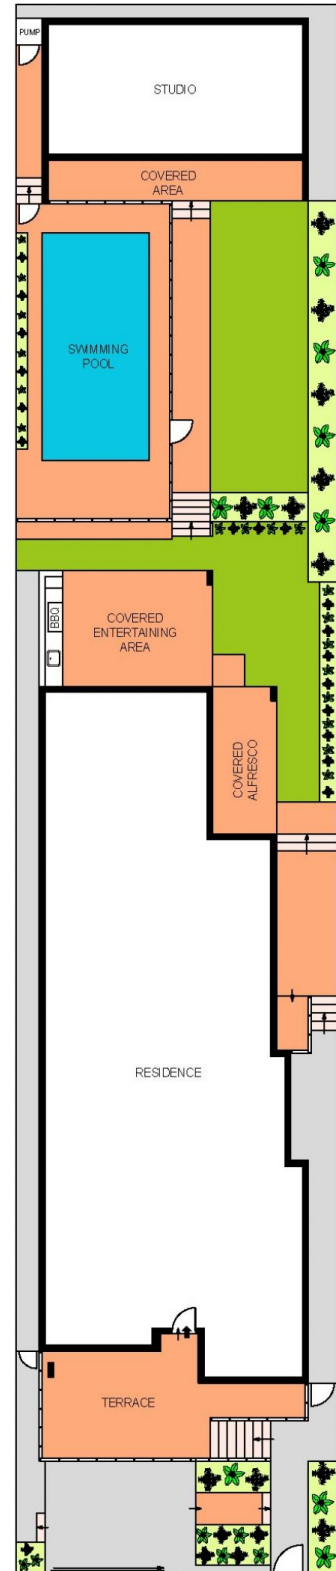 PUMP
STUDIO
COVERED
AREA
SWIMMING
POOL
BBQ
COVERED
ENTERTAINING
AREA
COVERED
ALFRESCO
RESIDENCE
TERRACE